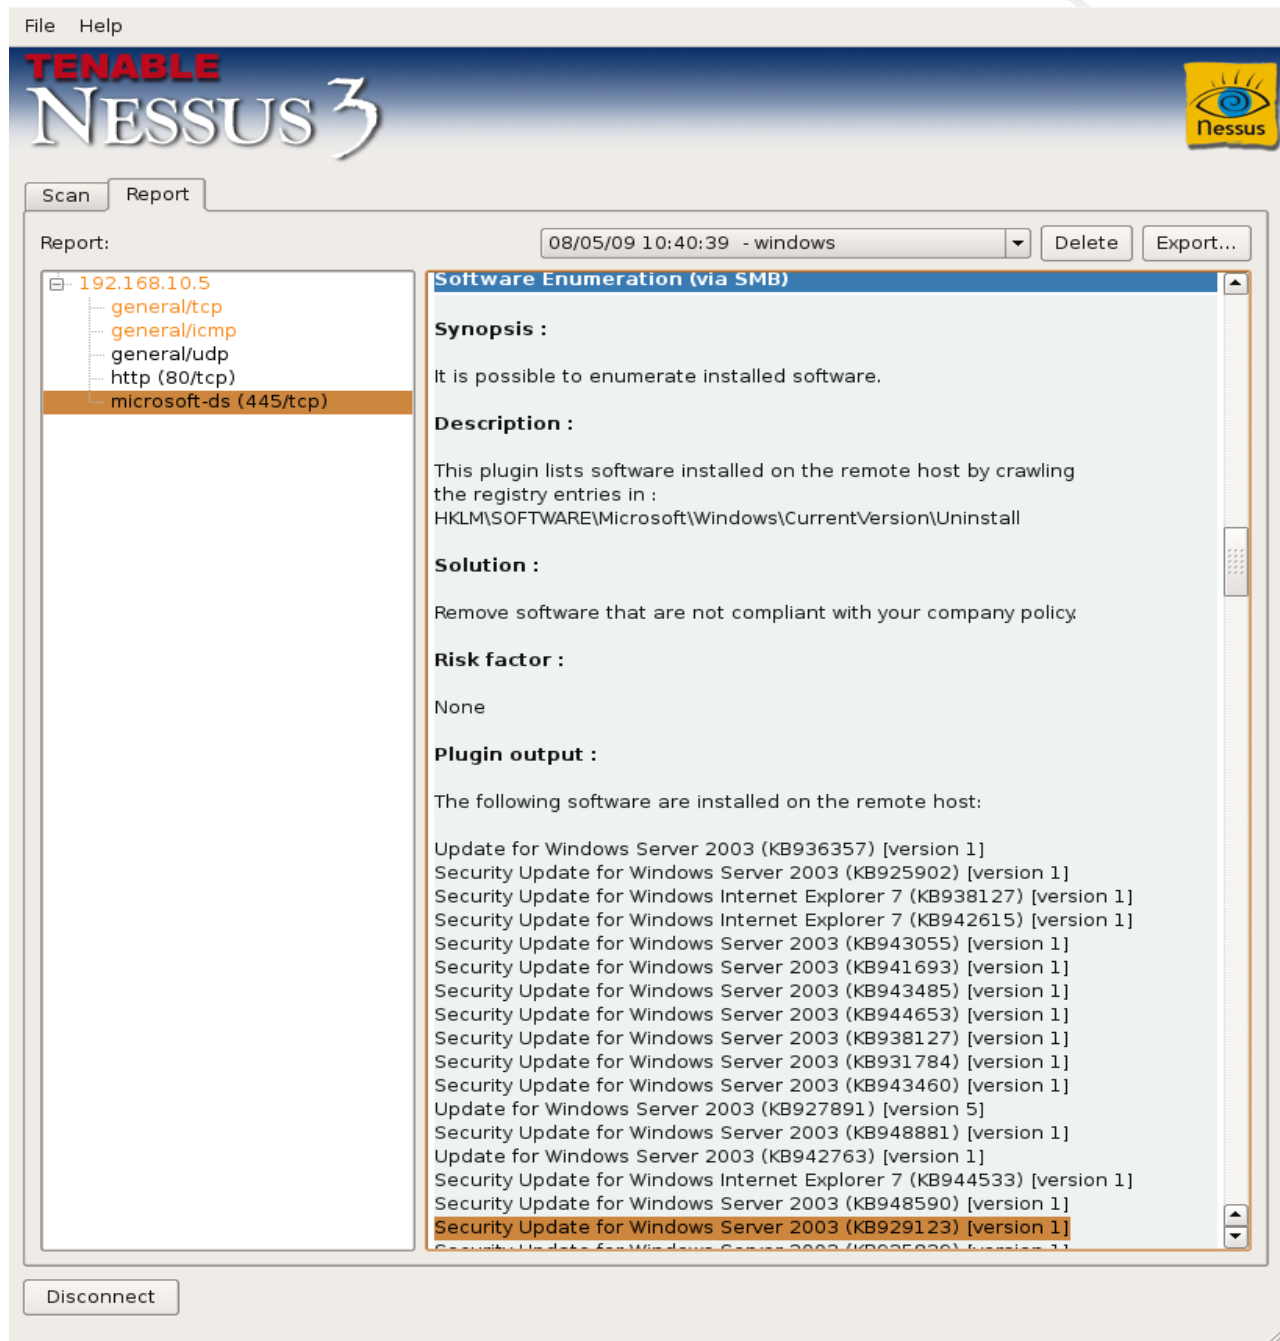 File Help
TENABLE
NESSUS 3
Nessus
Scan Report
Report: 08/05/09 10:40:39 - windows Delete Export...
192.168.10.5
general/tcp
general/icmp
general/udp
http (80/tcp)
microsoft-ds (445/tcp)
Software Enumeration (via SMB)
Synopsis :
It is possible to enumerate installed software.
Description :
This plugin lists software installed on the remote host by crawling
the registry entries in :
HKLM\SOFTWARE\Microsoft\Windows\CurrentVersion\Uninstall
Solution :
Remove software that are not compliant with your company policy.
Risk factor :
None
Plugin output :
The following software are installed on the remote host:
Update for Windows Server 2003 (KB936357) [version 1]
Security Update for Windows Server 2003 (KB925902) [version 1]
Security Update for Windows Internet Explorer 7 (KB938127) [version 1]
Security Update for Windows Internet Explorer 7 (KB942615) [version 1]
Security Update for Windows Server 2003 (KB943055) [version 1]
Security Update for Windows Server 2003 (KB941693) [version 1]
Security Update for Windows Server 2003 (KB943485) [version 1]
Security Update for Windows Server 2003 (KB944653) [version 1]
Security Update for Windows Server 2003 (KB938127) [version 1]
Security Update for Windows Server 2003 (KB931784) [version 1]
Security Update for Windows Server 2003 (KB943460) [version 1]
Update for Windows Server 2003 (KB927891) [version 5]
Security Update for Windows Server 2003 (KB948881) [version 1]
Update for Windows Server 2003 (KB942763) [version 1]
Security Update for Windows Internet Explorer 7 (KB944533) [version 1]
Security Update for Windows Server 2003 (KB948590) [version 1]
Security Update for Windows Server 2003 (KB929123) [version 1]
Security Update for Windows Server 2003
Disconnect